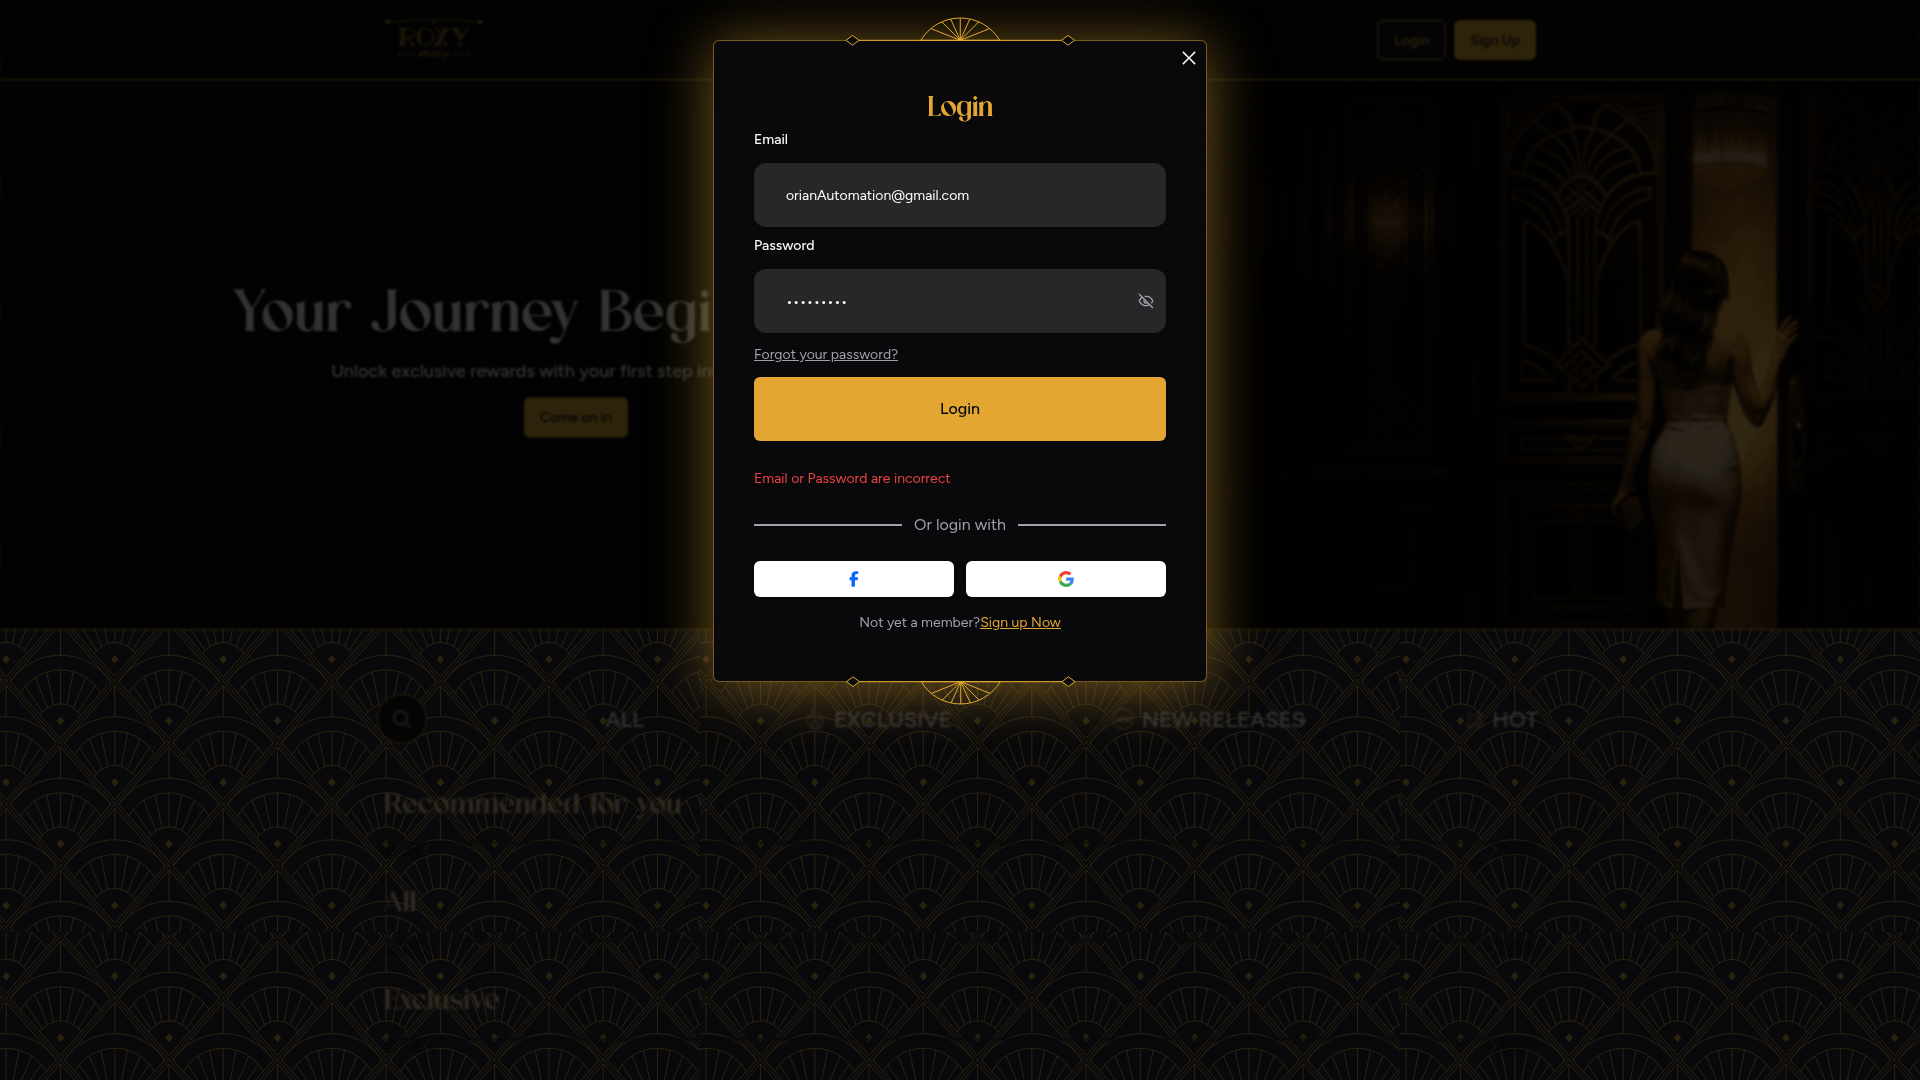 ROXY
Login
Sign Up
Login
Email
orianAutomation@gmail.com
Password
•••••••••
Forgot your password?
Login
Email or Password are incorrect
Or login with
Not yet a member?Sign up Now
Your Journey Begi
Unlock exclusive rewards with your first step in
Come on in
ALL
EXCLUSIVE
NEW RELEASES
HOT
Recommended for you
All
Exclusive